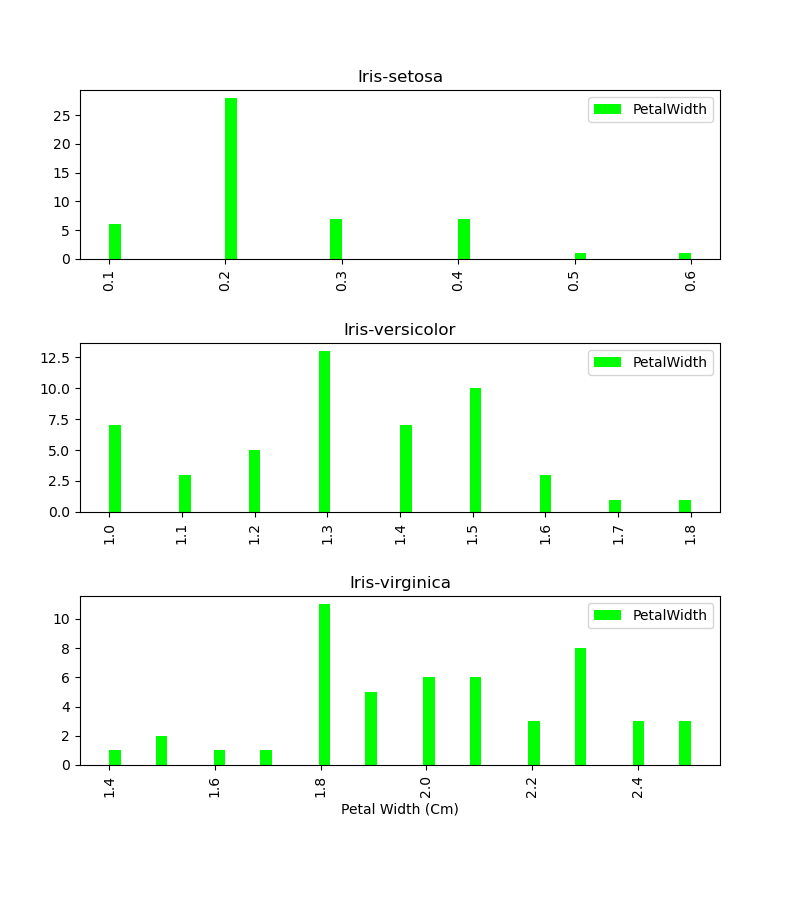 Iris-setosa
PetalWidth
25
20
15
10
5
0
0.1 0.2 0.3 0.4 0.5 0.6
Iris-versicolor
PetalWidth
12.5
10.0
7.5
5.0
2.5
0.0
1.0 1.1 1.2 1.3 1.4 1.5 1.6 1.7 1.8
Iris-virginica
PetalWidth
10
8
6
4
2
0
1.4 1.6 1.8 2.0 2.2 2.4
Petal Width (Cm)